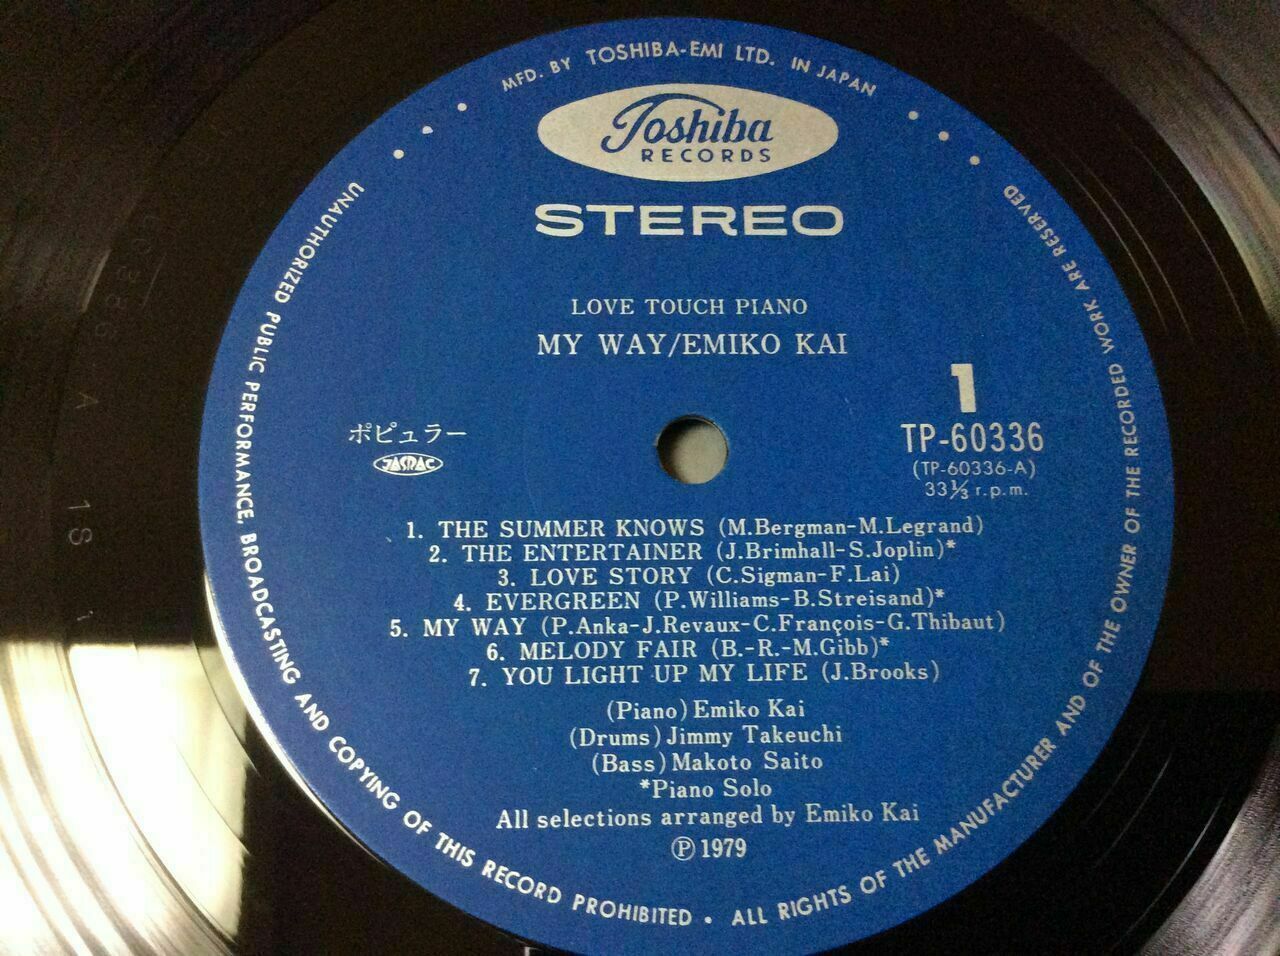 MFD. BY TOSHIBA-EMI LTD. IN JAPAN
Toshiba
RECORDS
STEREO
LOVE TOUCH PIANO
MY WAY/EMIKO KAI
1
TP-60336
(TP-60336-A)
33⅓ r.p.m.
ポピュラー
JASRAC
1. THE SUMMER KNOWS (M.Bergman-M.Legrand)
2. THE ENTERTAINER (J.Brimhall-S.Joplin)*
3. LOVE STORY (C.Sigman-F.Lai)
4. EVERGREEN (P.Williams-B.Streisand)*
5. MY WAY (P.Anka-J.Revaux-C.François-G.Thibaut)
6. MELODY FAIR (B.-R.-M.Gibb)*
7. YOU LIGHT UP MY LIFE (J.Brooks)
(Piano) Emiko Kai
(Drums) Jimmy Takeuchi
(Bass) Makoto Saito
*Piano Solo
All selections arranged by Emiko Kai
Ⓟ 1979
UNAUTHORIZED PUBLIC PERFORMANCE, BROADCASTING AND COPYING OF THIS RECORD PROHIBITED • ALL RIGHTS OF THE MANUFACTURER AND OF THE OWNER OF THE RECORDED WORK ARE RESERVED
A 1S 1